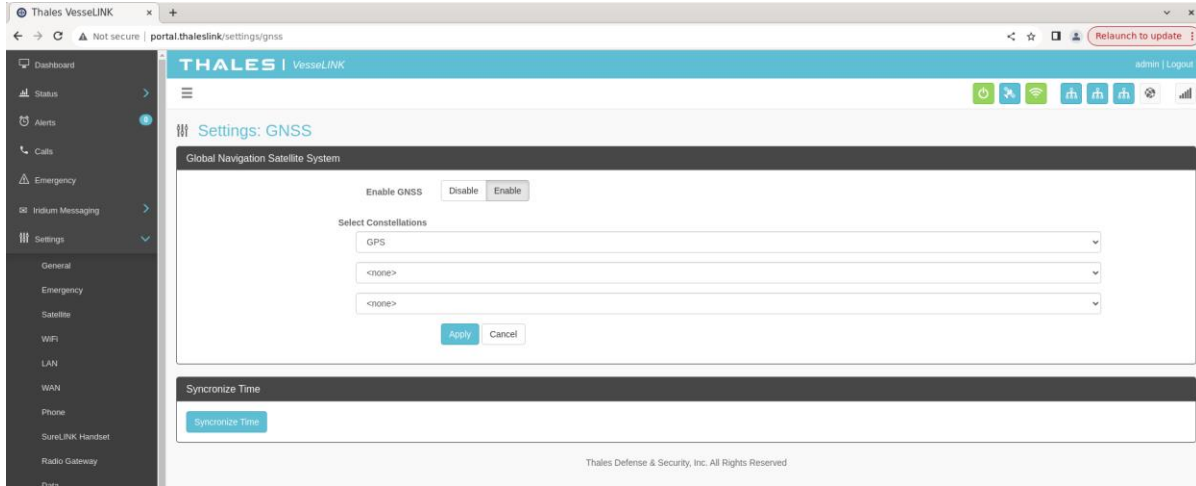 Thales VesseLINK
Not secure | portal.thaleslink/settings/gnss
Relaunch to update
THALES | VesseLINK
admin | Logout
Dashboard
Status
Alerts 0
Calls
Emergency
Iridium Messaging
Settings
General
Emergency
Satellite
WiFi
LAN
WAN
Phone
SureLINK Handset
Radio Gateway
Data
Settings: GNSS
Global Navigation Satellite System
Enable GNSS Disable Enable
Select Constellations
GPS
<none>
<none>
Apply Cancel
Syncronize Time
Syncronize Time
Thales Defense & Security, Inc. All Rights Reserved